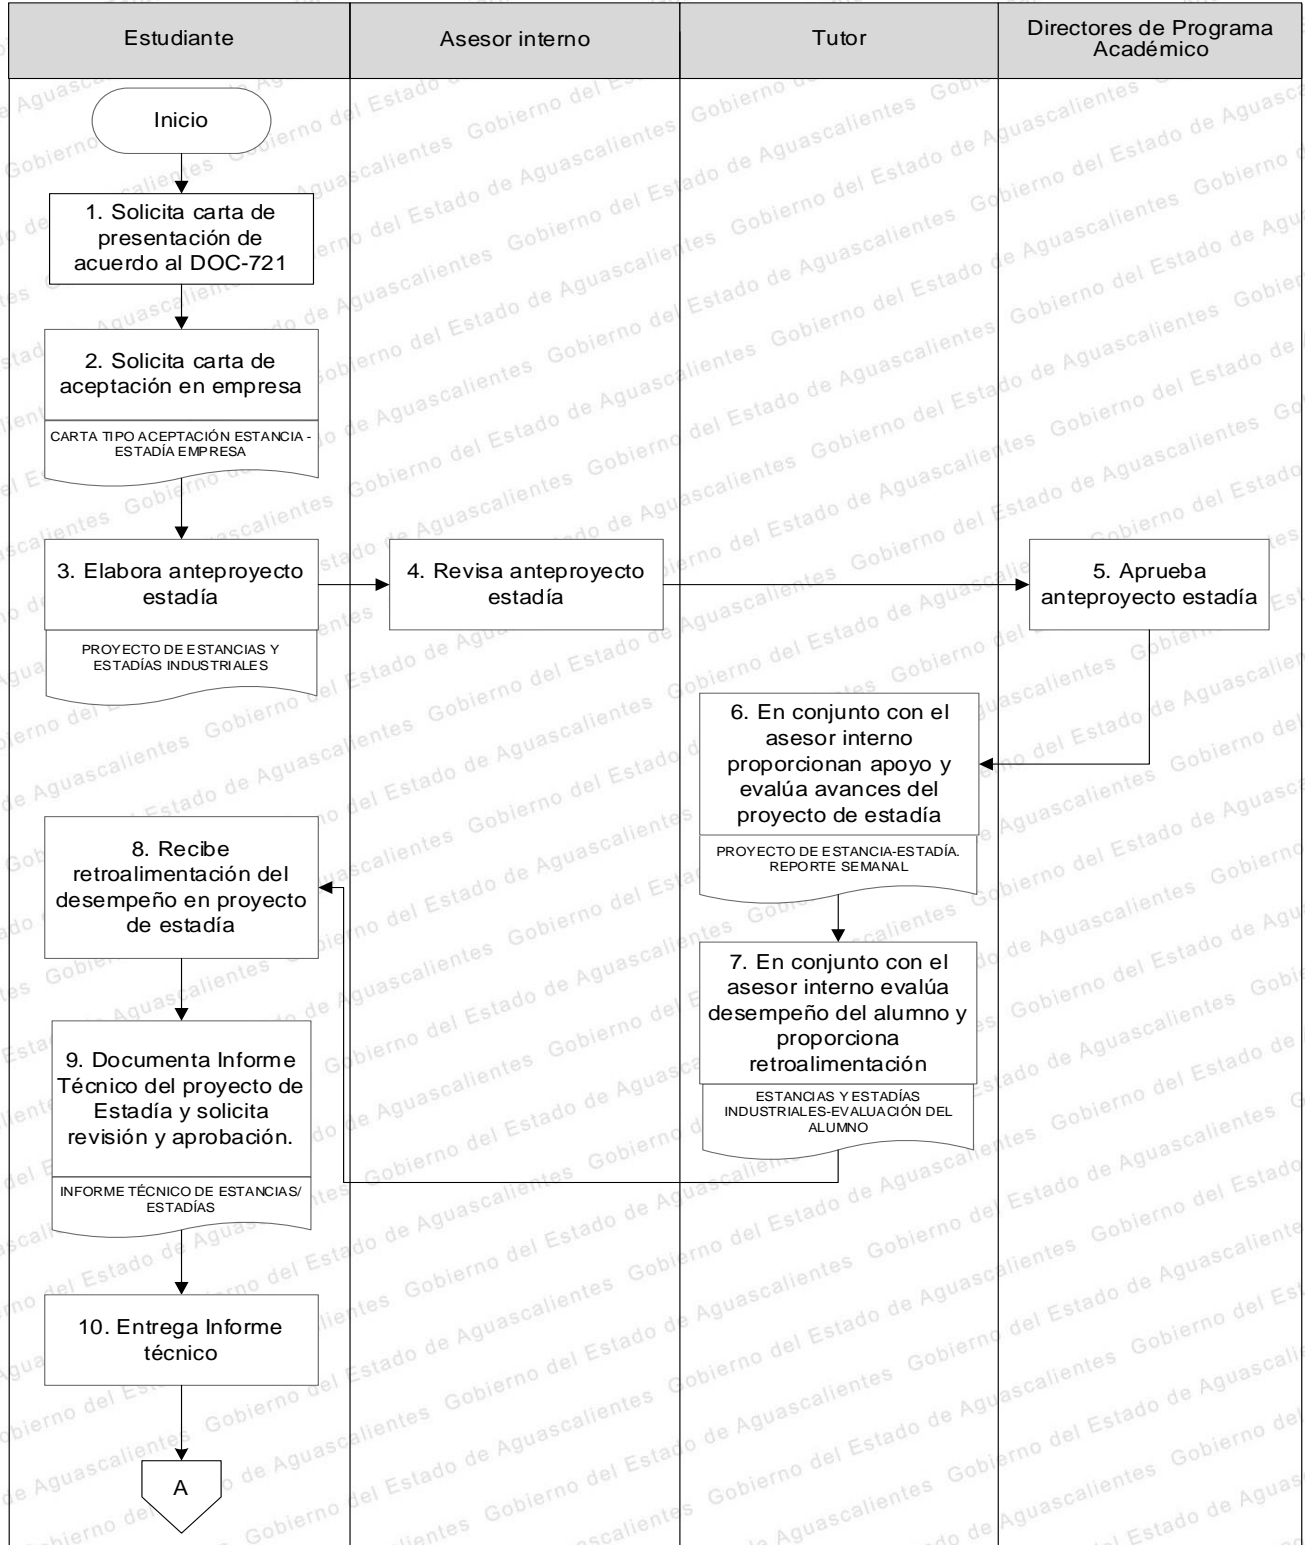 Estudiante
Asesor interno
Tutor
Directores de Programa
Académico
Inicio
1. Solicita carta de
presentación de
acuerdo al DOC-721
2. Solicita carta de
aceptación en empresa
CARTA TIPO ACEPTACIÓN ESTANCIA -
ESTADÍA EMPRESA
3. Elabora anteproyecto
estadía
PROYECTO DE ESTANCIAS Y
ESTADÍAS INDUSTRIALES
4. Revisa anteproyecto
estadía
5. Aprueba
anteproyecto estadía
6. En conjunto con el
asesor interno
proporcionan apoyo y
evalúa avances del
proyecto de estadía
PROYECTO DE ESTANCIA-ESTADÍA.
REPORTE SEMANAL
7. En conjunto con el
asesor interno evalúa
desempeño del alumno y
proporciona
retroalimentación
ESTANCIAS Y ESTADÍAS
INDUSTRIALES-EVALUACIÓN DEL
ALUMNO
8. Recibe
retroalimentación del
desempeño en proyecto
de estadía
9. Documenta Informe
Técnico del proyecto de
Estadía y solicita
revisión y aprobación.
INFORME TÉCNICO DE ESTANCIAS/
ESTADÍAS
10. Entrega Informe
técnico
A
Gobierno del Estado de Aguascalientes